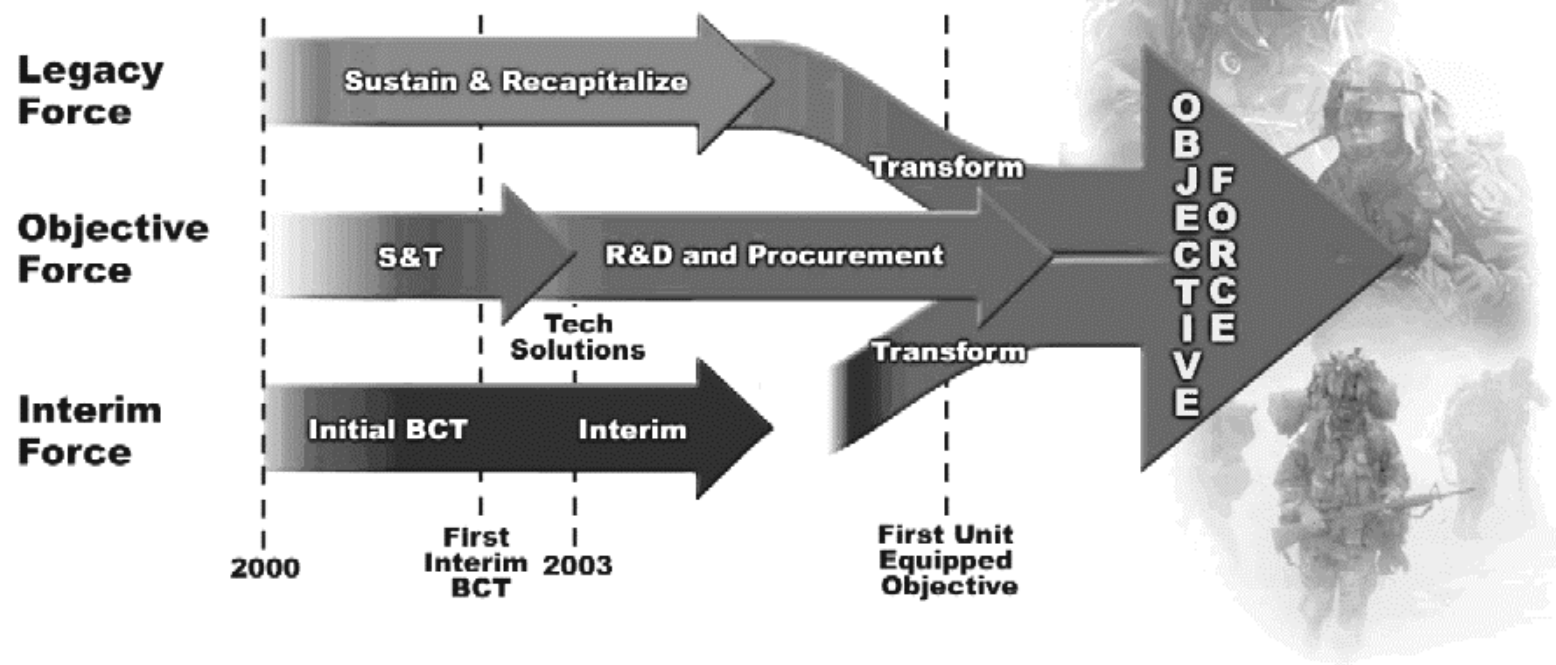 Legacy
Force
Sustain & Recapitalize
Transform
Objective
Force
S&T
R&D and Procurement
Tech
Solutions
Transform
Interim
Force
Initial BCT
Interim
OBJECTIVE
FORCE
2000
First
Interim
BCT
2003
First Unit
Equipped
Objective